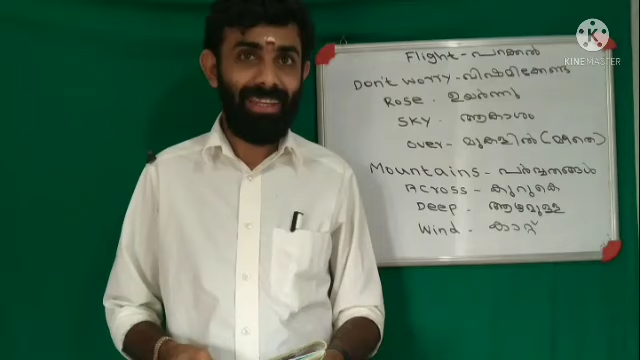 Flight - പറക്കൽ
Don't worry - വിഷമിക്കേണ്ട
Rose - ഉയർന്നു
Sky - ആകാശം
over - മുകളിൽ (മീതെ)
Mountains - പർവ്വതങ്ങൾ
Across - കുറുകെ
Deep - ആഴമുള്ള
Wind - കാറ്റ്
KINEMASTER